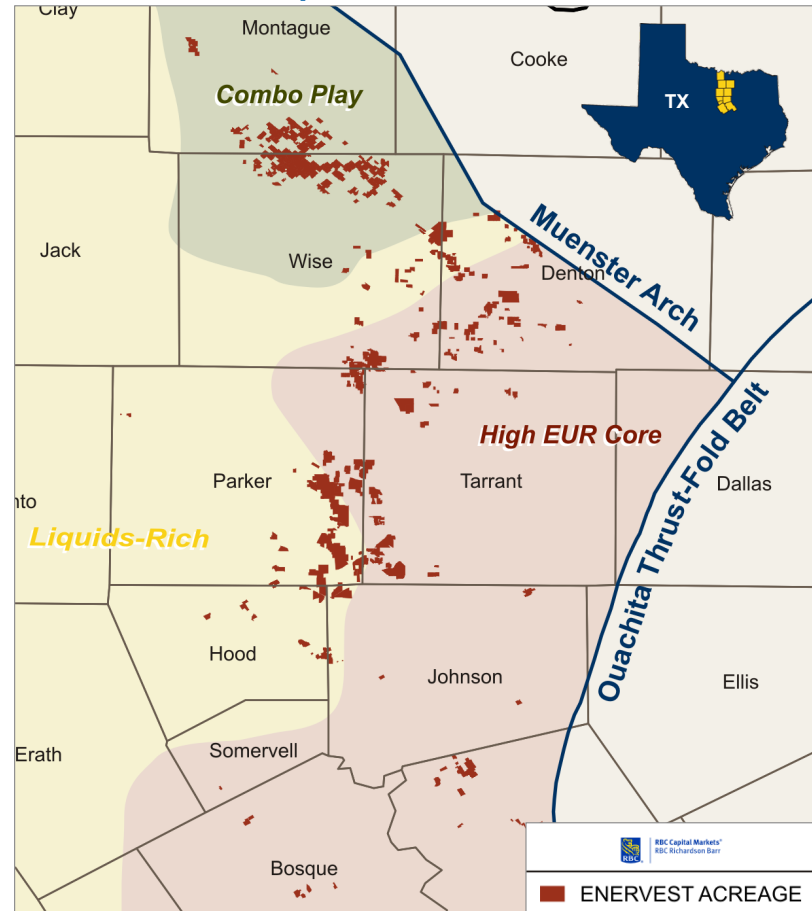 Clay
Montague
Cooke
Combo Play
TX
Jack
Wise
Muenster Arch
Denton
High EUR Core
Parker
Tarrant
Dallas
Liquids-Rich
Ouachita Thrust-Fold Belt
Hood
Johnson
Ellis
Erath
Somervell
Bosque
RBC
RBC Capital Markets®
RBC Richardson Barr
ENERVEST ACREAGE